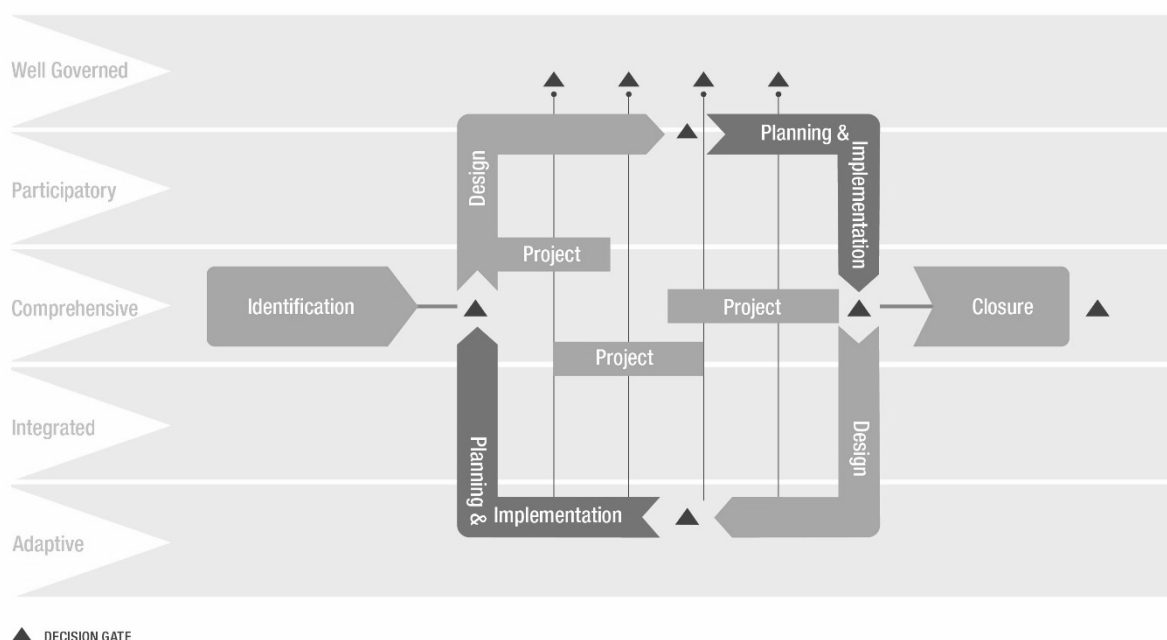 Well Governed
Participatory
Comprehensive
Integrated
Adaptive
Identification
Design
Planning &
Implementation
Project
Project
Project
Closure
Design
Planning &
Implementation
DECISION GATE